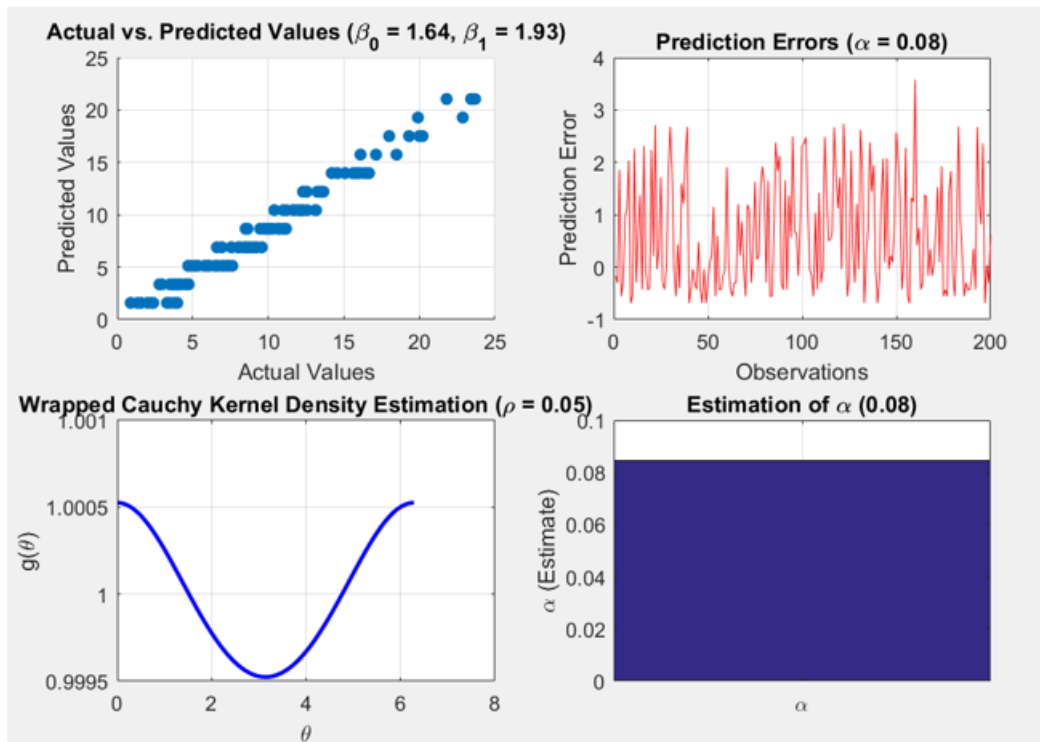 Actual vs. Predicted Values (β0 = 1.64, β1 = 1.93)
25
20
15
10
5
0
Predicted Values
0 5 10 15 20 25
Actual Values
Prediction Errors (α = 0.08)
4
3
2
1
0
-1
Prediction Error
0 50 100 150 200
Observations
Wrapped Cauchy Kernel Density Estimation (ρ = 0.05)
1.001
1.0005
1
0.9995
g(θ)
0 2 4 6 8
θ
Estimation of α (0.08)
0.1
0.08
0.06
0.04
0.02
0
α (Estimate)
α